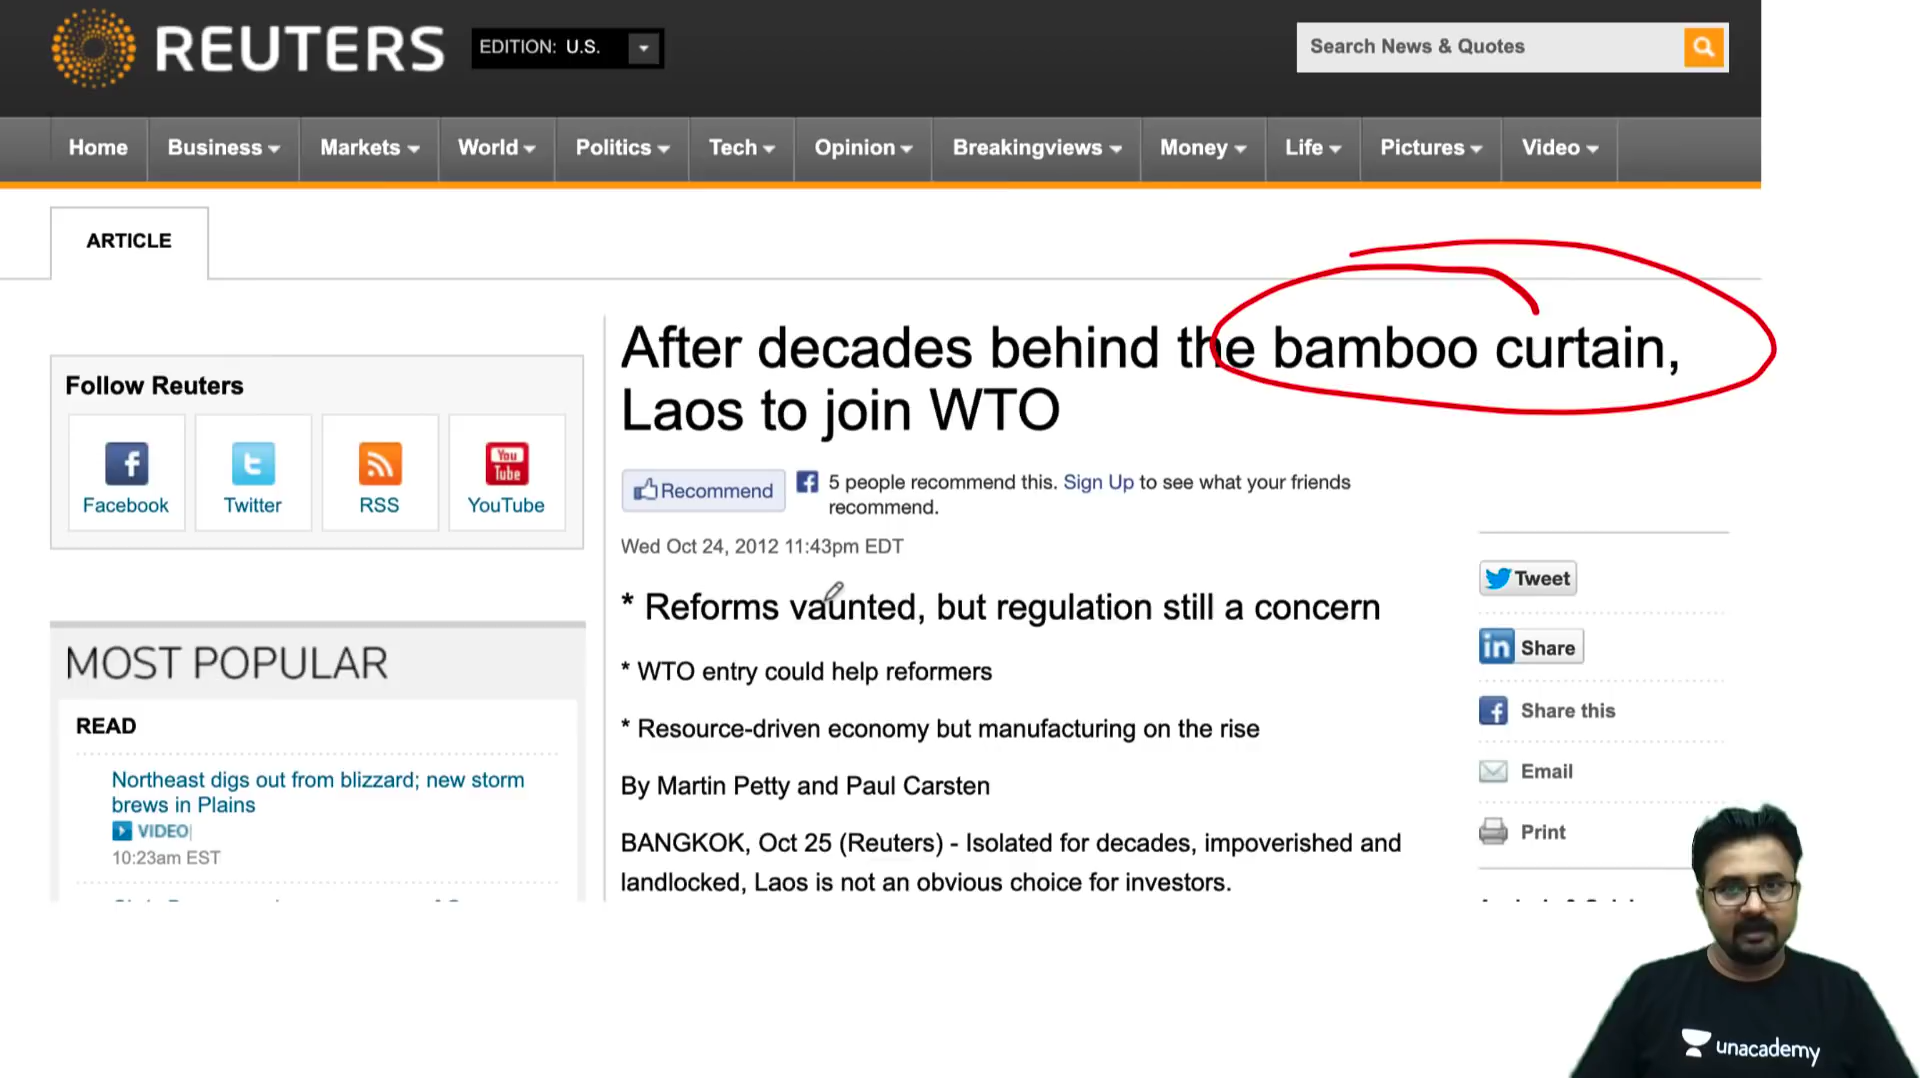 REUTERS
EDITION: U.S.
Search News & Quotes
Home
Business
Markets
World
Politics
Tech
Opinion
Breakingviews
Money
Life
Pictures
Video
ARTICLE
After decades behind the bamboo curtain,
Laos to join WTO
Follow Reuters
Facebook
Twitter
RSS
You
Tube
YouTube
Recommend
5 people recommend this. Sign Up to see what your friends
recommend.
Wed Oct 24, 2012 11:43pm EDT
* Reforms vaunted, but regulation still a concern
* WTO entry could help reformers
* Resource-driven economy but manufacturing on the rise
By Martin Petty and Paul Carsten
BANGKOK, Oct 25 (Reuters) - Isolated for decades, impoverished and
landlocked, Laos is not an obvious choice for investors.
MOST POPULAR
READ
Northeast digs out from blizzard; new storm
brews in Plains
VIDEO
10:23am EST
Tweet
in Share
Share this
Email
Print
unacademy